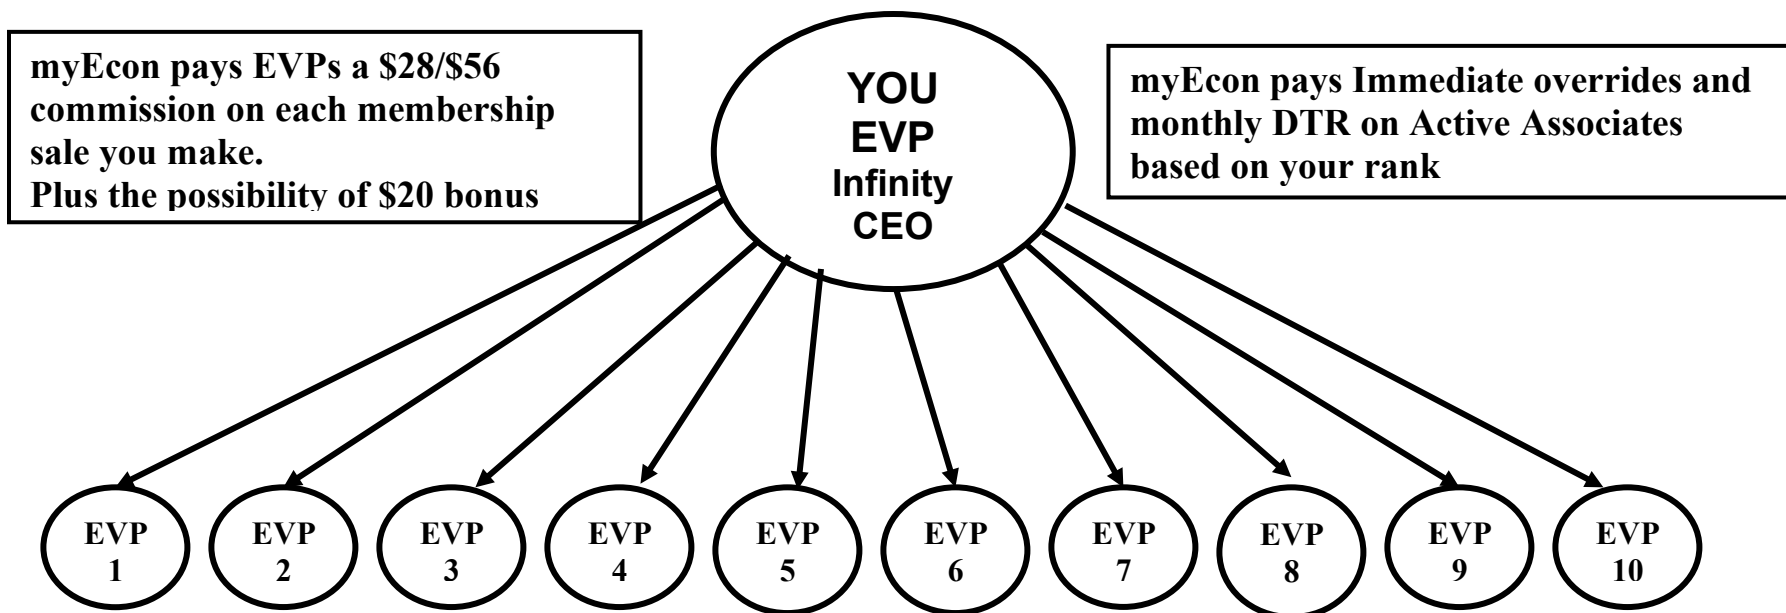 myEcon pays EVPs a $28/$56
commission on each membership
sale you make.
Plus the possibility of $20 bonus
YOU
EVP
Infinity
CEO
myEcon pays Immediate overrides and
monthly DTR on Active Associates
based on your rank
EVP
1
EVP
2
EVP
3
EVP
4
EVP
5
EVP
6
EVP
7
EVP
8
EVP
9
EVP
10